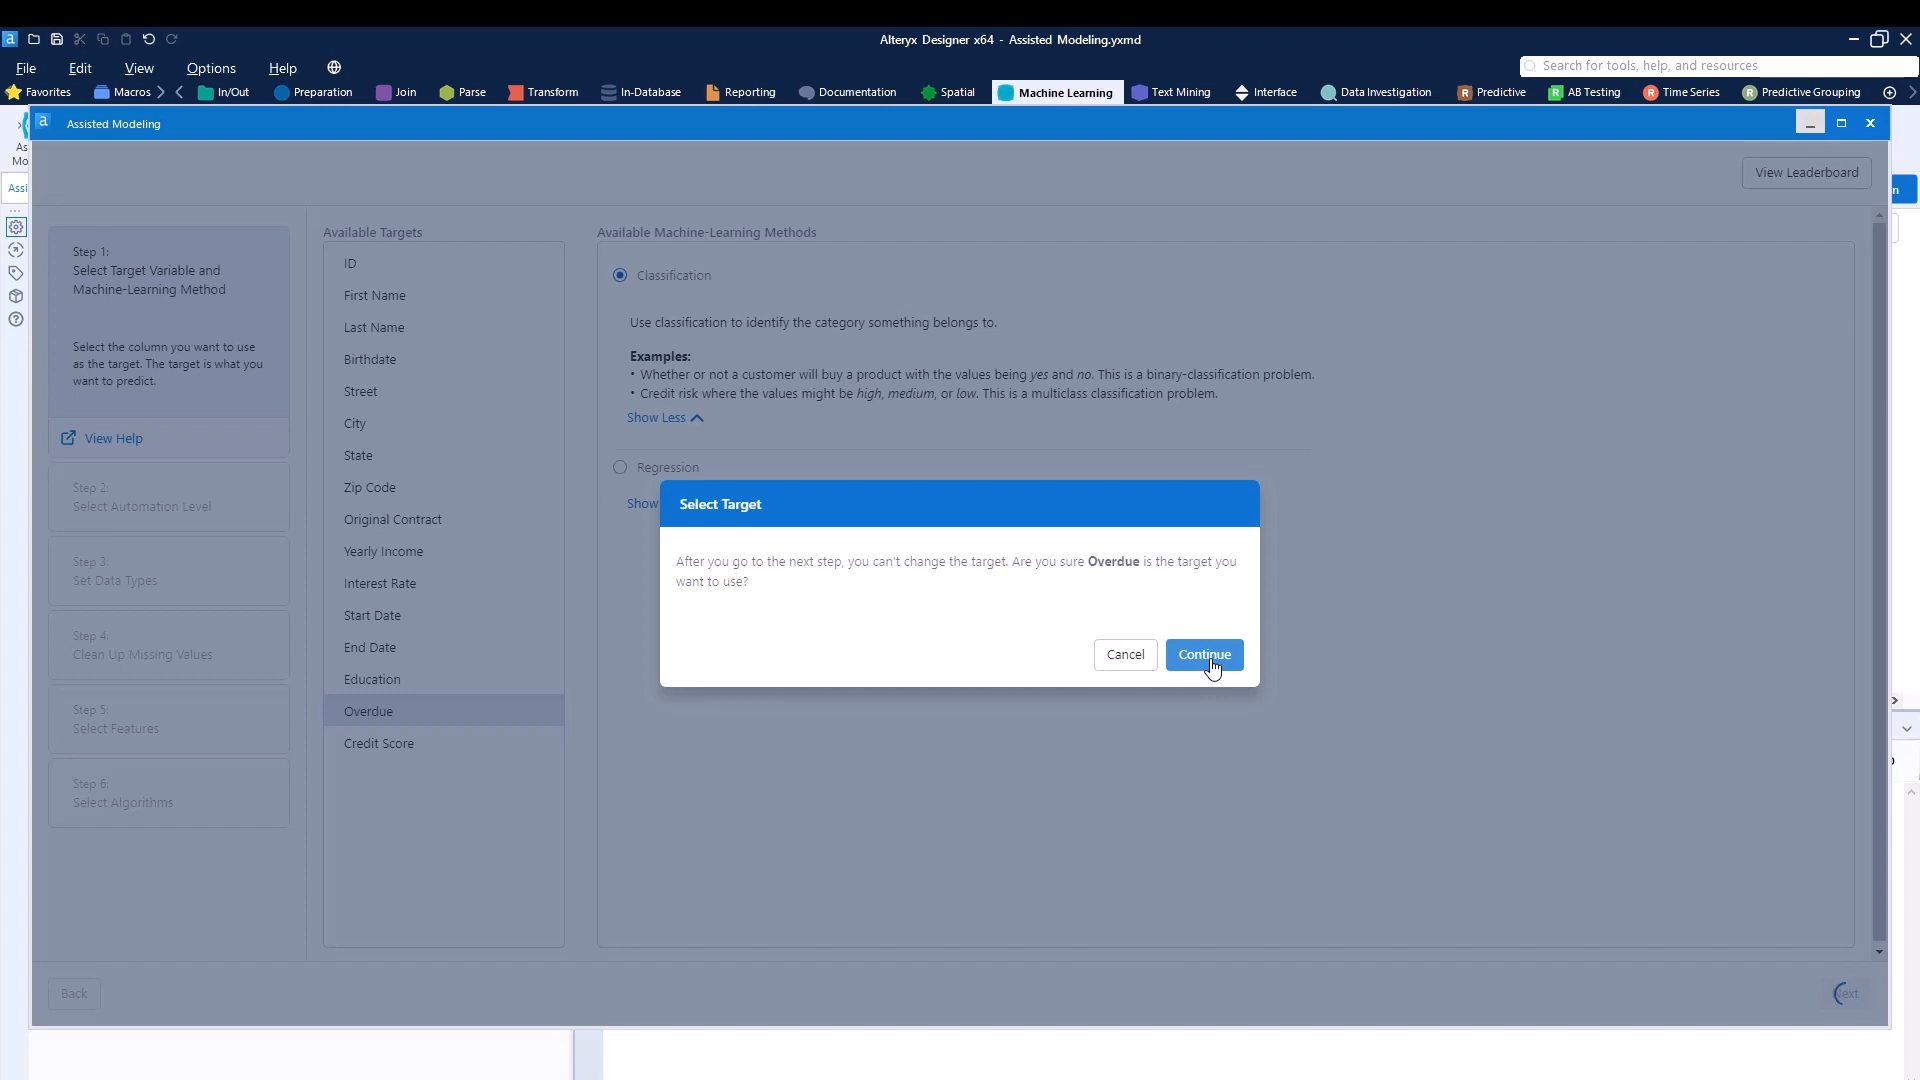 Alteryx Designer x64 - Assisted Modeling.yxmd
File Edit View Options Help
Search for tools, help, and resources
Favorites Macros In/Out Preparation Join Parse Transform In-Database Reporting Documentation Spatial Machine Learning Text Mining Interface Data Investigation Predictive AB Testing Time Series Predictive Grouping
Assisted Modeling
As
Mo
Assi
View Leaderboard
n
Step 1:
Select Target Variable and
Machine-Learning Method
Select the column you want to use
as the target. The target is what you
want to predict.
View Help
Step 2:
Select Automation Level
Step 3:
Set Data Types
Step 4:
Clean Up Missing Values
Step 5:
Select Features
Step 6:
Select Algorithms
Available Targets
ID
First Name
Last Name
Birthdate
Street
City
State
Zip Code
Original Contract
Yearly Income
Interest Rate
Start Date
End Date
Education
Overdue
Credit Score
Available Machine-Learning Methods
Classification
Use classification to identify the category something belongs to.
Examples:
• Whether or not a customer will buy a product with the values being yes and no. This is a binary-classification problem.
• Credit risk where the values might be high, medium, or low. This is a multiclass classification problem.
Show Less
Regression
Show
Select Target
After you go to the next step, you can't change the target. Are you sure Overdue is the target you
want to use?
Cancel Continue
Back
Next